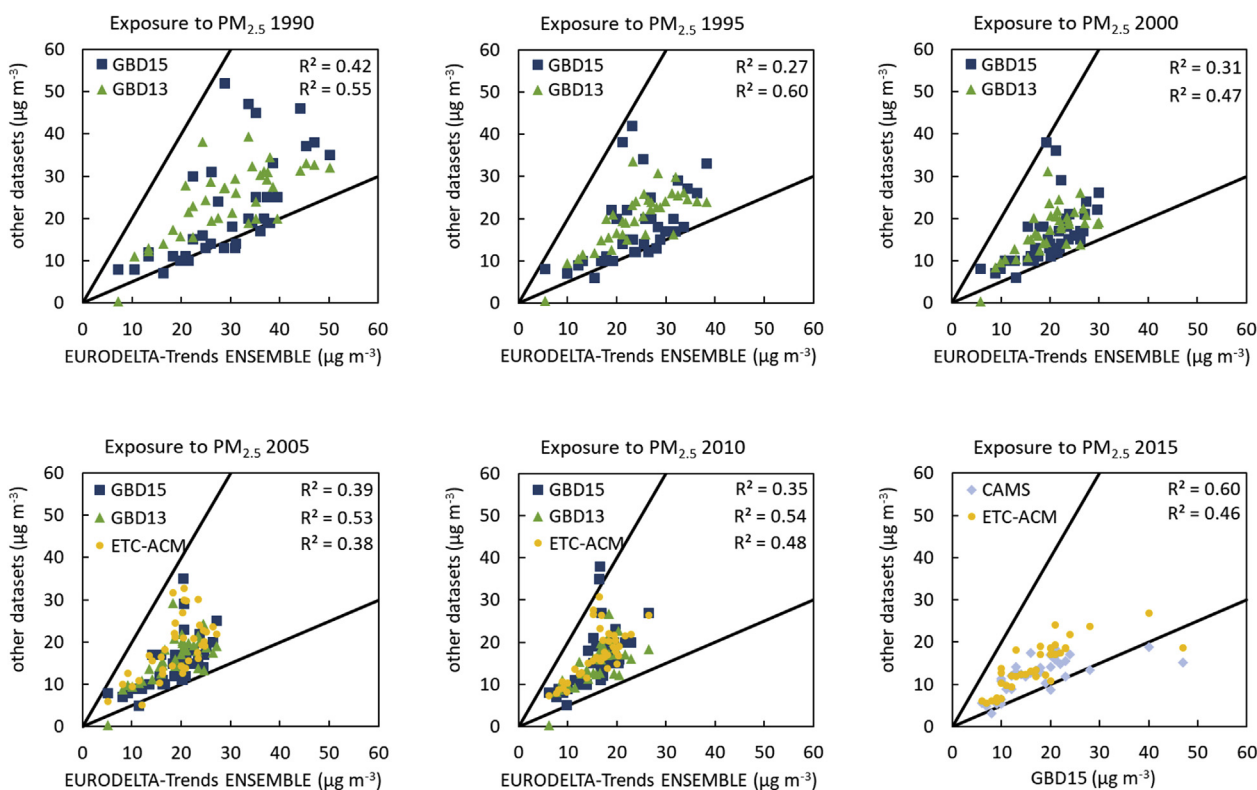 Exposure to PM2.5 1990
60
50
40
30
20
10
0
other datasets (µg m-3)
GBD15
GBD13
R² = 0.42
R² = 0.55
0 10 20 30 40 50 60
EURODELTA-Trends ENSEMBLE (µg m-3)
Exposure to PM2.5 1995
60
50
40
30
20
10
0
other datasets (µg m-3)
GBD15
GBD13
R² = 0.27
R² = 0.60
0 10 20 30 40 50 60
EURODELTA-Trends ENSEMBLE (µg m-3)
Exposure to PM2.5 2000
60
50
40
30
20
10
0
other datasets (µg m-3)
GBD15
GBD13
R² = 0.31
R² = 0.47
0 10 20 30 40 50 60
EURODELTA-Trends ENSEMBLE (µg m-3)
Exposure to PM2.5 2005
60
50
40
30
20
10
0
other datasets (µg m-3)
GBD15
GBD13
ETC-ACM
R² = 0.39
R² = 0.53
R² = 0.38
0 10 20 30 40 50 60
EURODELTA-Trends ENSEMBLE (µg m-3)
Exposure to PM2.5 2010
60
50
40
30
20
10
0
other datasets (µg m-3)
GBD15
GBD13
ETC-ACM
R² = 0.35
R² = 0.54
R² = 0.48
0 10 20 30 40 50 60
EURODELTA-Trends ENSEMBLE (µg m-3)
Exposure to PM2.5 2015
60
50
40
30
20
10
0
other datasets (µg m-3)
CAMS
ETC-ACM
R² = 0.60
R² = 0.46
0 10 20 30 40 50 60
GBD15 (µg m-3)